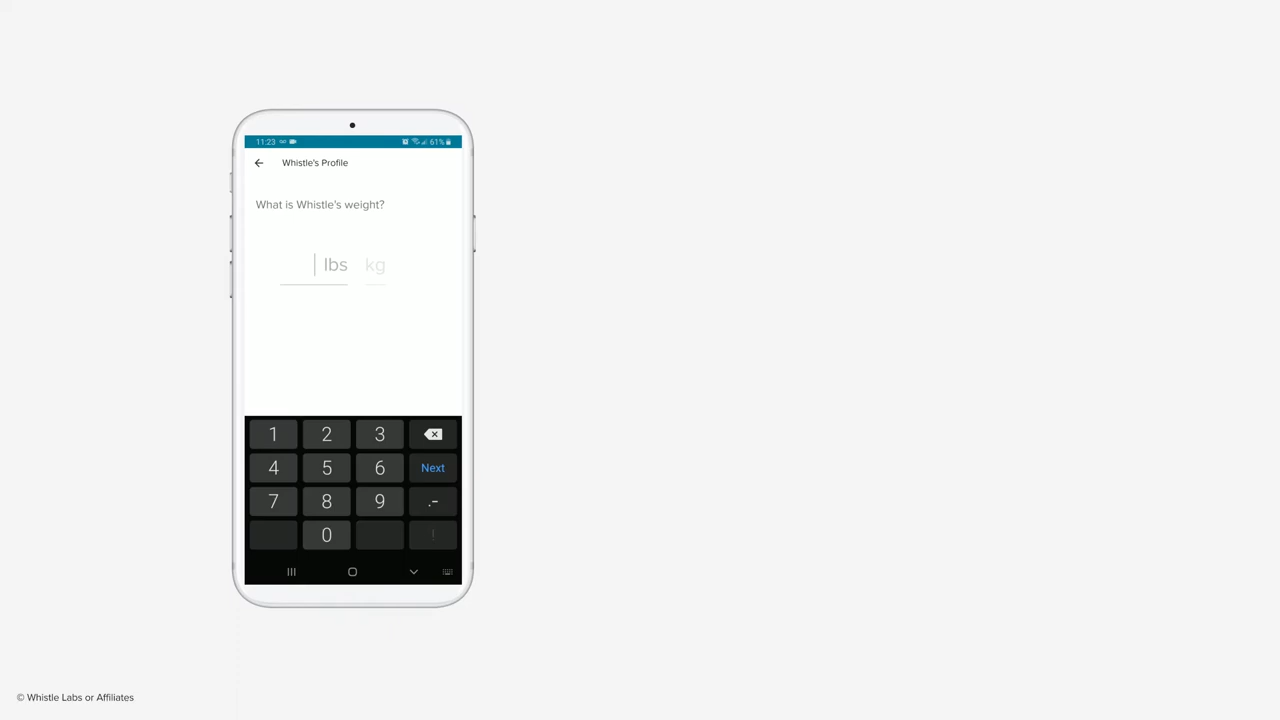 11:23 61%
Whistle's Profile
What is Whistle's weight?
lbs kg
1 2 3
4 5 6 Next
7 8 9 .-
0 !
© Whistle Labs or Affiliates